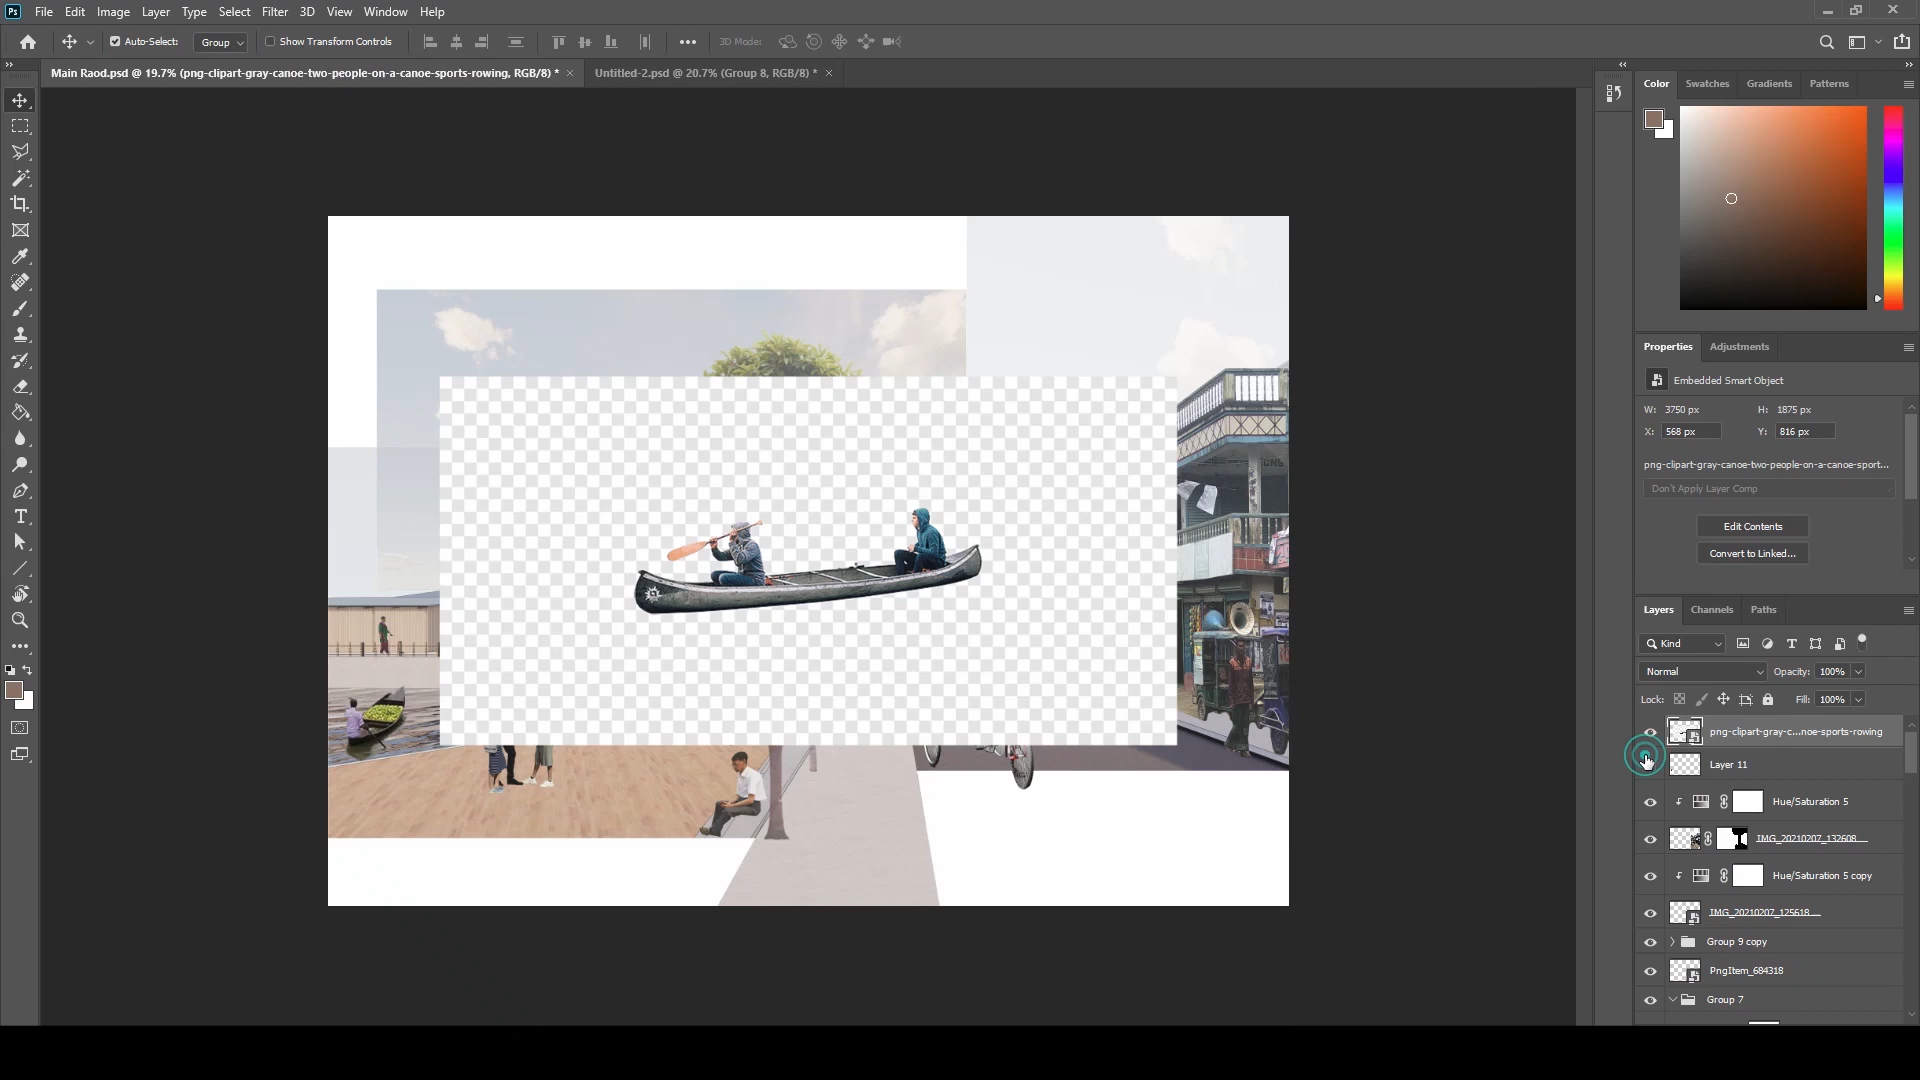 Ps File Edit Image Layer Type Select Filter 3D View Window Help
Auto-Select: Group Show Transform Controls 3D Mode:
Main Raod.psd @ 19.7% (png-clipart-gray-canoe-two-people-on-a-canoe-sports-rowing, RGB/8) * Untitled-2.psd @ 20.7% (Group 8, RGB/8) *
Color Swatches Gradients Patterns
Properties Adjustments
Embedded Smart Object
W: 3750 px H: 1875 px
X: 568 px Y: 816 px
png-clipart-gray-canoe-two-people-on-a-canoe-sport...
Don't Apply Layer Comp
Edit Contents
Convert to Linked...
Layers Channels Paths
Kind
Normal Opacity: 100%
Lock: Fill: 100%
png-clipart-gray-c...noe-sports-rowing
Layer 11
Hue/Saturation 5
IMG_20210207_132608
Hue/Saturation 5 copy
IMG_20210207_125618
Group 9 copy
PngItem_684318
Group 7